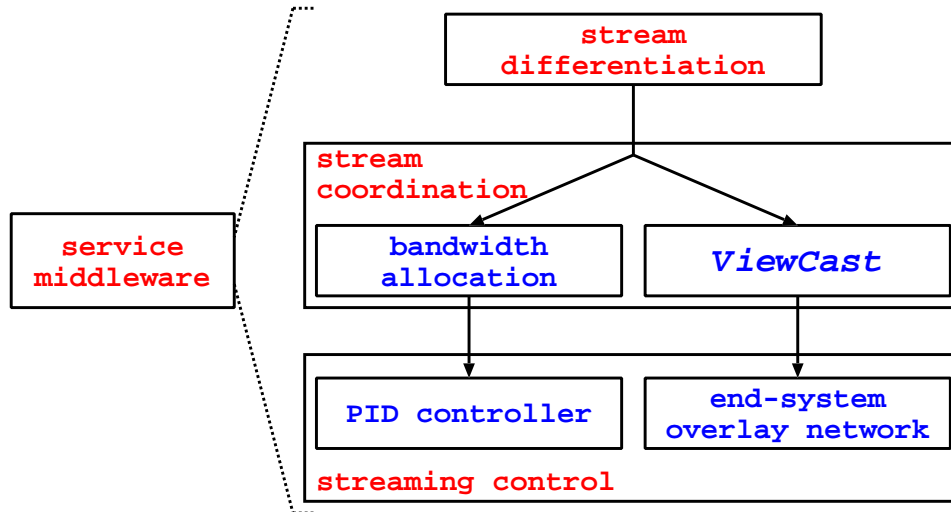 stream
differentiation
stream
coordination
service
middleware
bandwidth
allocation
ViewCast
PID controller
end-system
overlay network
streaming control